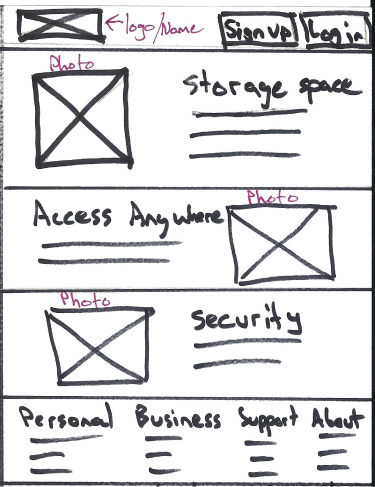 ←logo/Name Sign up Log in
Photo
Storage space
Access Anywhere
Photo
Photo
Security
Personal Business Support About